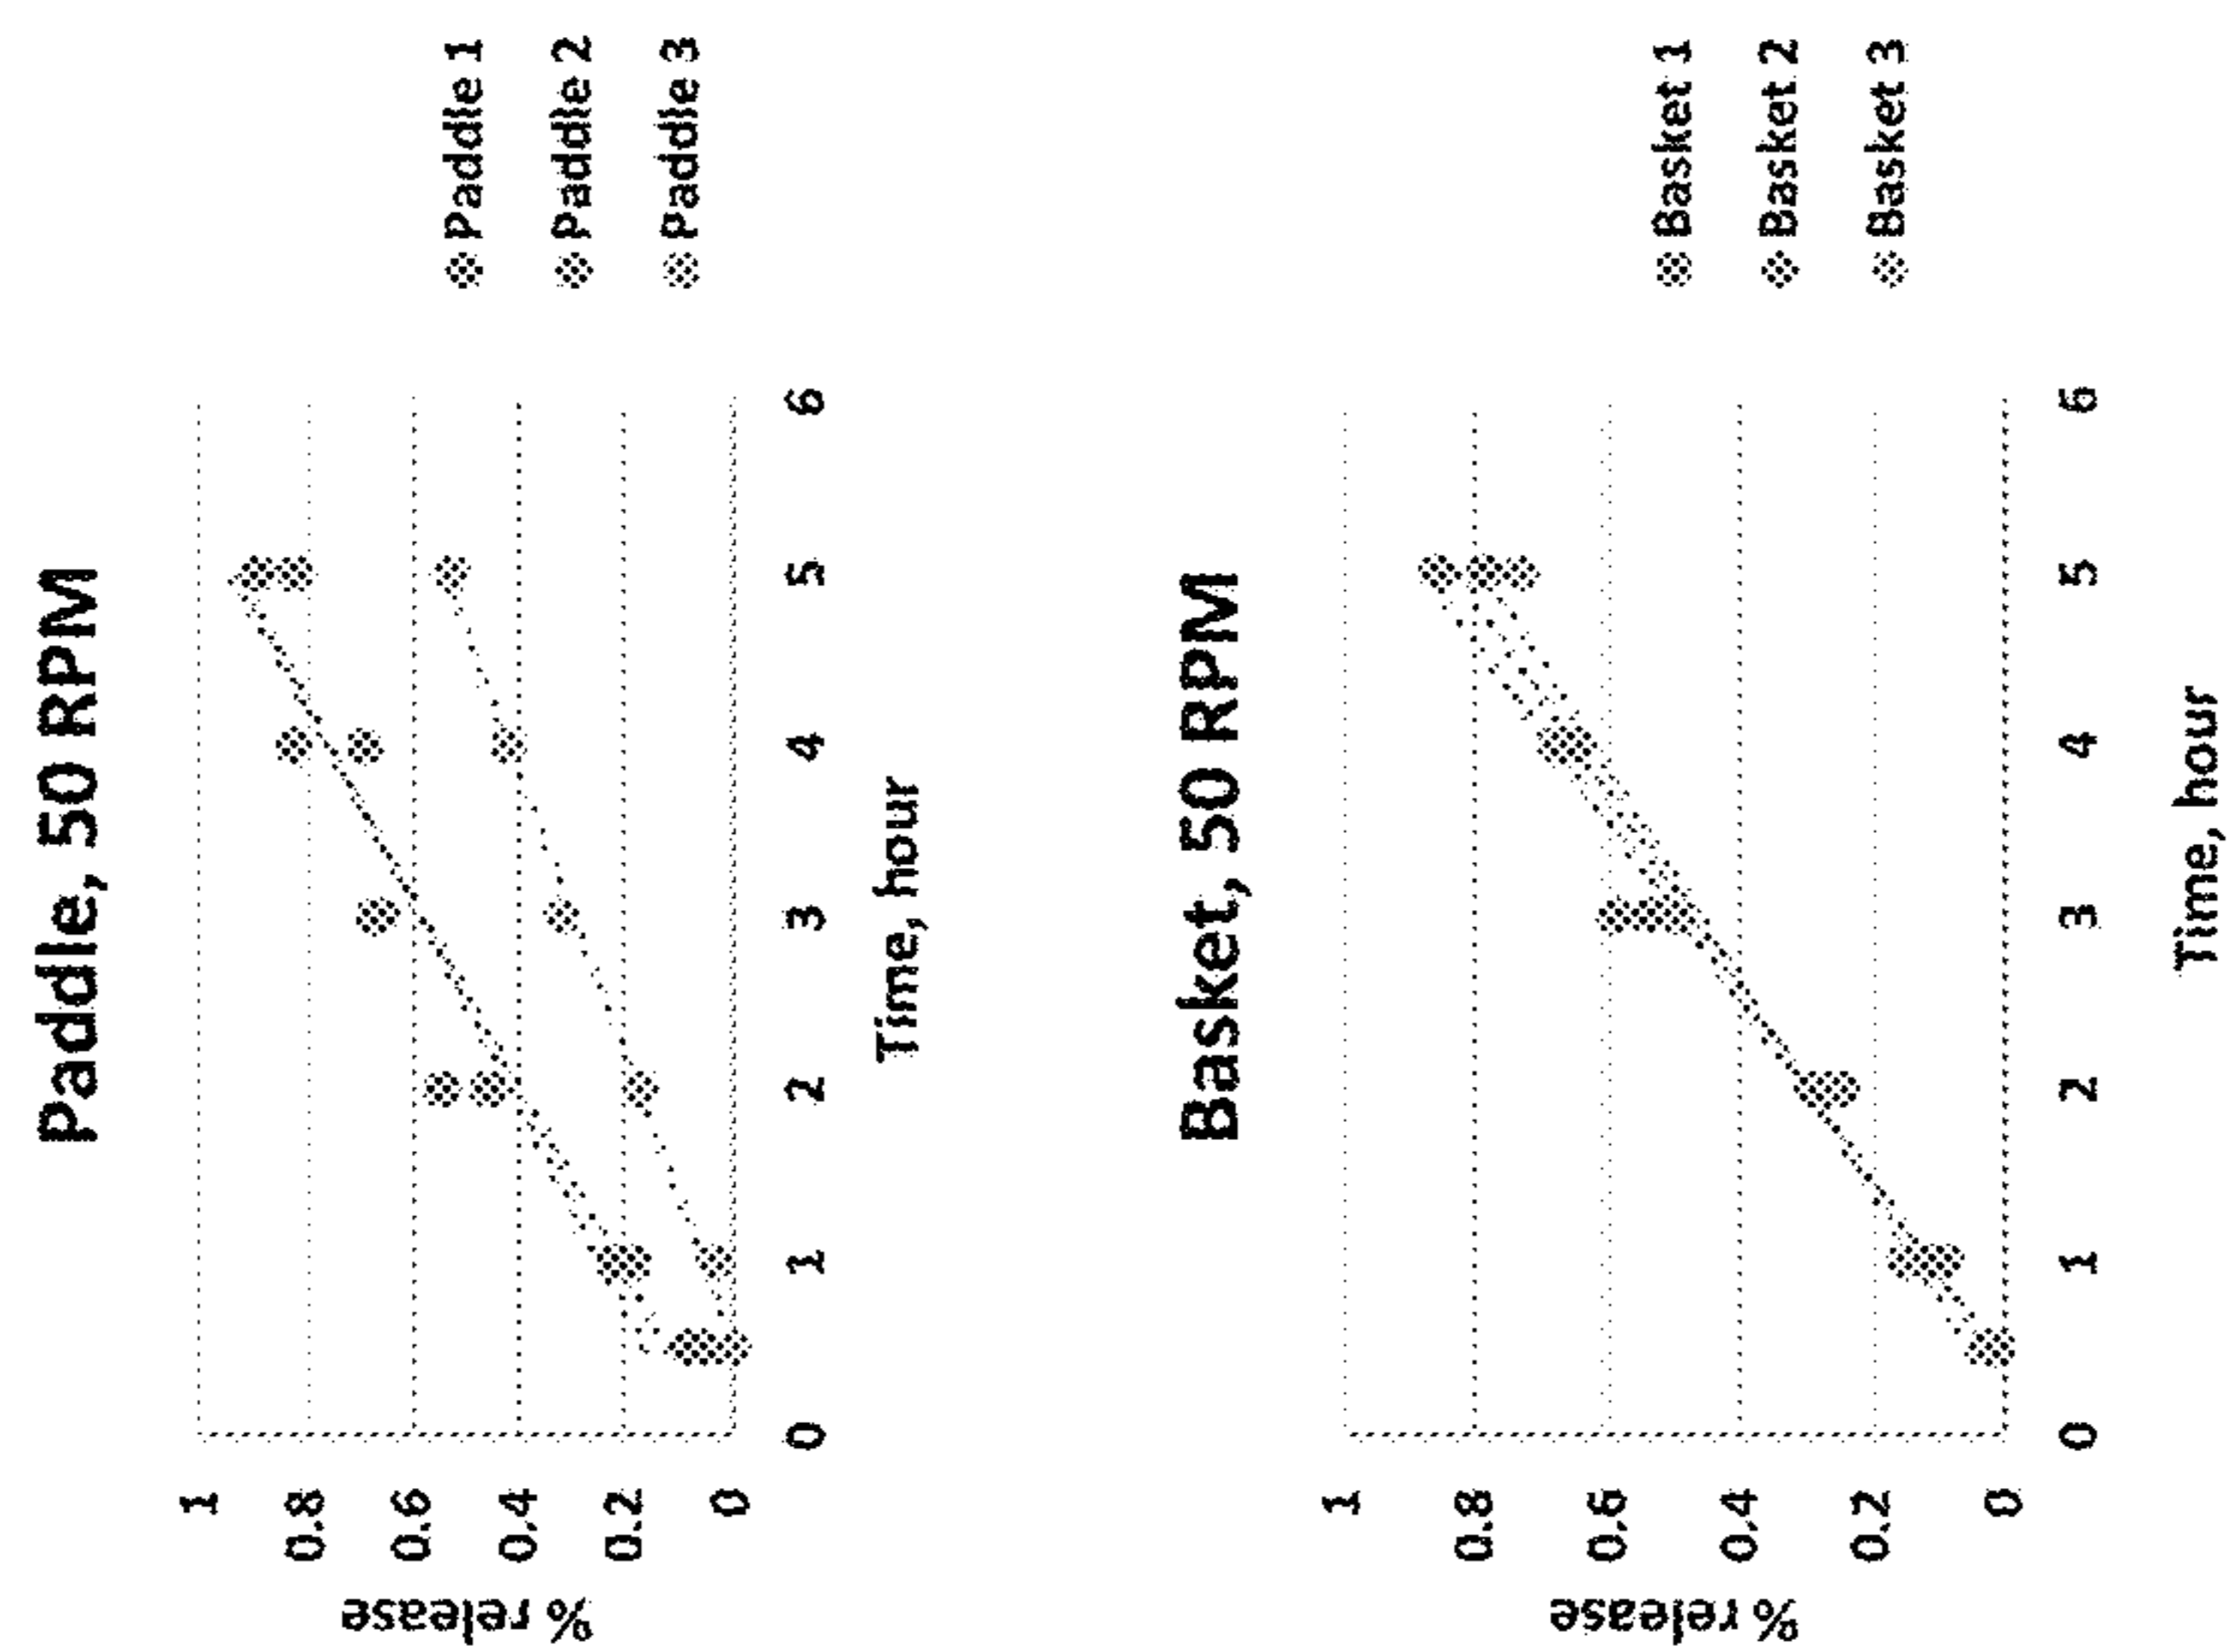 Paddle, 50 RPM
% release
1
0.8
0.6
0.4
0.2
0
0 1 2 3 4 5 6
Time, hour
Paddle 1
Paddle 2
Paddle 3
Basket, 50 RPM
% release
1
0.8
0.6
0.4
0.2
0
0 1 2 3 4 5 6
Time, hour
Basket 1
Basket 2
Basket 3